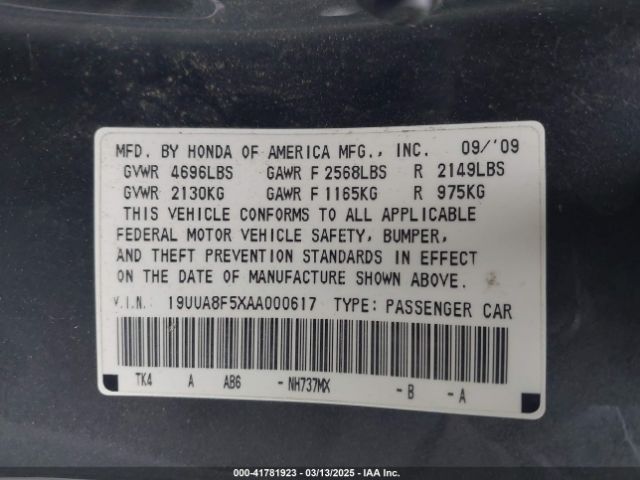 MFD. BY HONDA OF AMERICA MFG., INC. 09/'09
GVWR 4696LBS GAWR F 2568LBS R 2149LBS
GVWR 2130KG GAWR F 1165KG R 975KG
THIS VEHICLE CONFORMS TO ALL APPLICABLE
FEDERAL MOTOR VEHICLE SAFETY, BUMPER,
AND THEFT PREVENTION STANDARDS IN EFFECT
ON THE DATE OF MANUFACTURE SHOWN ABOVE.
V.I.N. 19UUA8F5XAA000617 TYPE: PASSENGER CAR
TK4 A AB6 -NH737MX -B -A
000-41781923 / 03/13/2025 - IAA Inc.